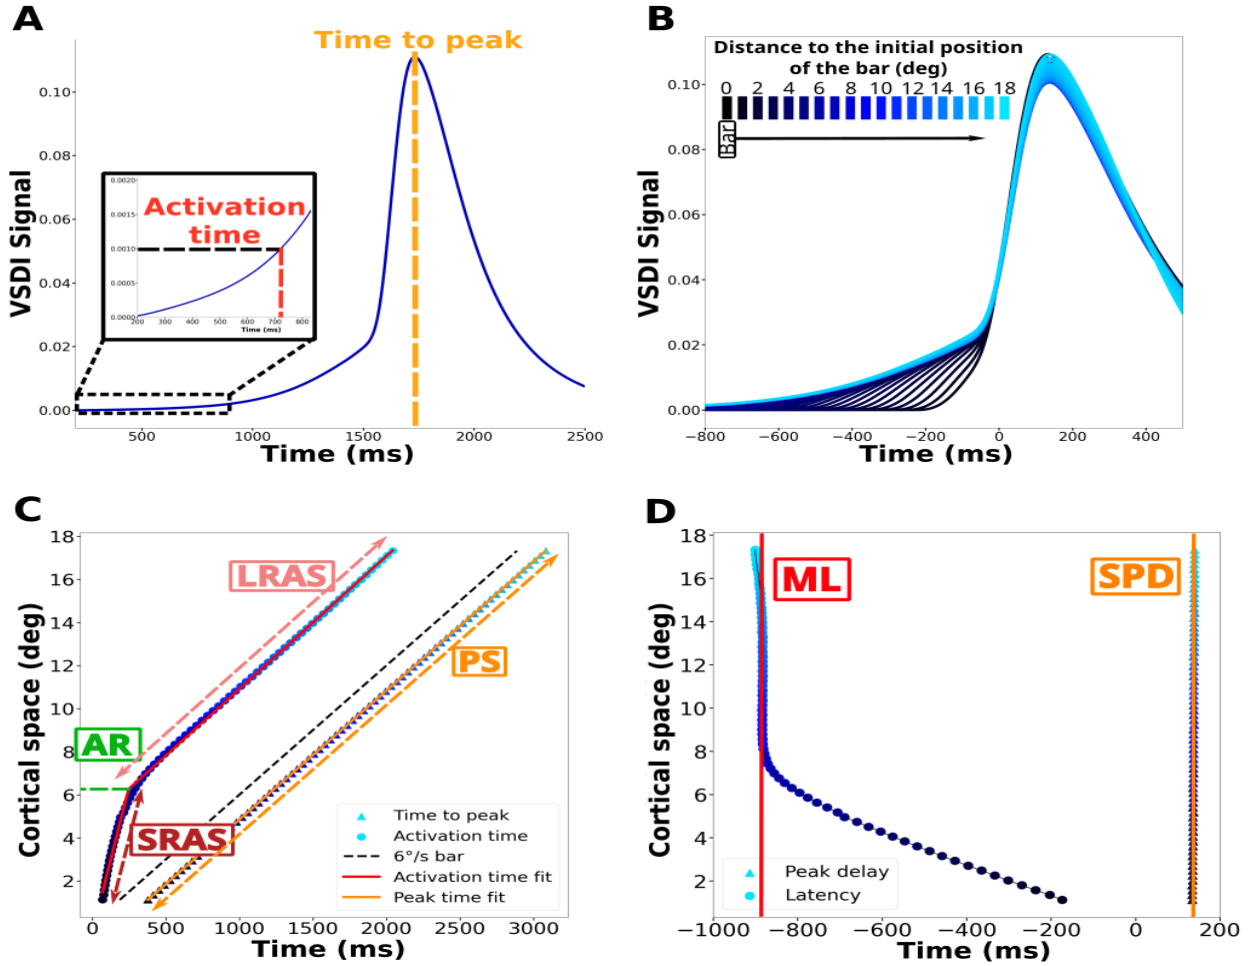 A
Time to peak
VSDI Signal
0.10
0.08
0.06
0.04
0.02
0.00
0.0020
0.0015
0.0010
0.0005
0.0000
Activation
time
200 300 400 500 600 700 800
Time (ms)
500 1000 1500 2000 2500
Time (ms)
B
Distance to the initial position
of the bar (deg)
0 2 4 6 8 10 12 14 16 18
Bar
VSDI Signal
0.10
0.08
0.06
0.04
0.02
0.00
−800 −600 −400 −200 0 200 400
Time (ms)
C
Cortical space (deg)
18
16
14
12
10
8
6
4
2
LRAS
PS
AR
SRAS
Time to peak
Activation time
6°/s bar
Activation time fit
Peak time fit
0 500 1000 1500 2000 2500 3000
Time (ms)
D
Cortical space (deg)
18
16
14
12
10
8
6
4
2
ML
SPD
Peak delay
Latency
−1000 −800 −600 −400 −200 0 200
Time (ms)